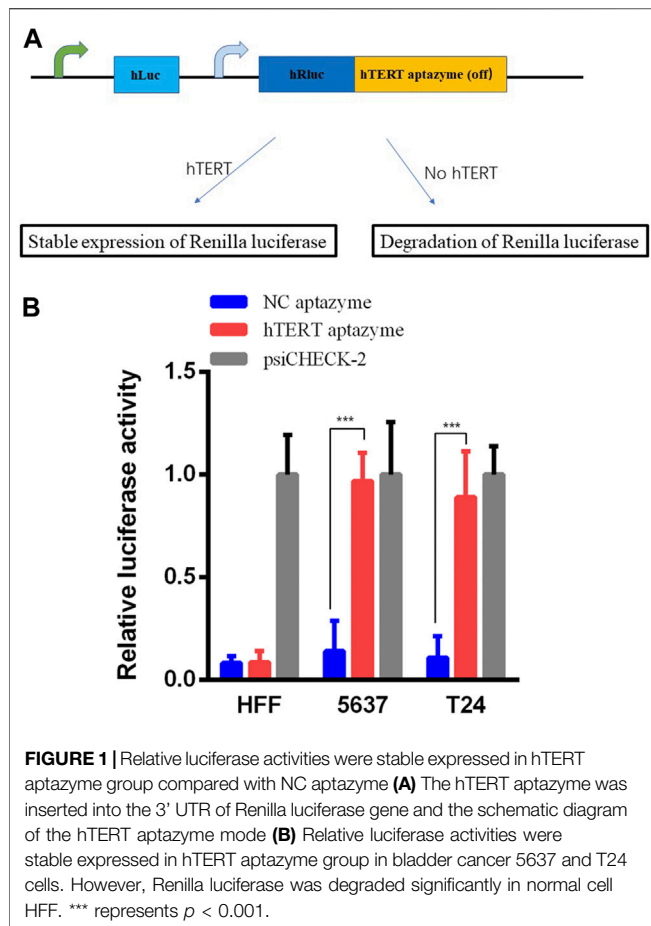 A
hLuc
hRluc
hTERT aptazyme (off)
hTERT
No hTERT
Stable expression of Renilla luciferase
Degradation of Renilla luciferase
B
NC aptazyme
hTERT aptazyme
psiCHECK-2
Relative luciferase activity
1.5
1.0
0.5
0.0
***
***
HFF
5637
T24
FIGURE 1 | Relative luciferase activities were stable expressed in hTERT
aptazyme group compared with NC aptazyme (A) The hTERT aptazyme was
inserted into the 3' UTR of Renilla luciferase gene and the schematic diagram
of the hTERT aptazyme mode (B) Relative luciferase activities were
stable expressed in hTERT aptazyme group in bladder cancer 5637 and T24
cells. However, Renilla luciferase was degraded significantly in normal cell
HFF. *** represents p < 0.001.